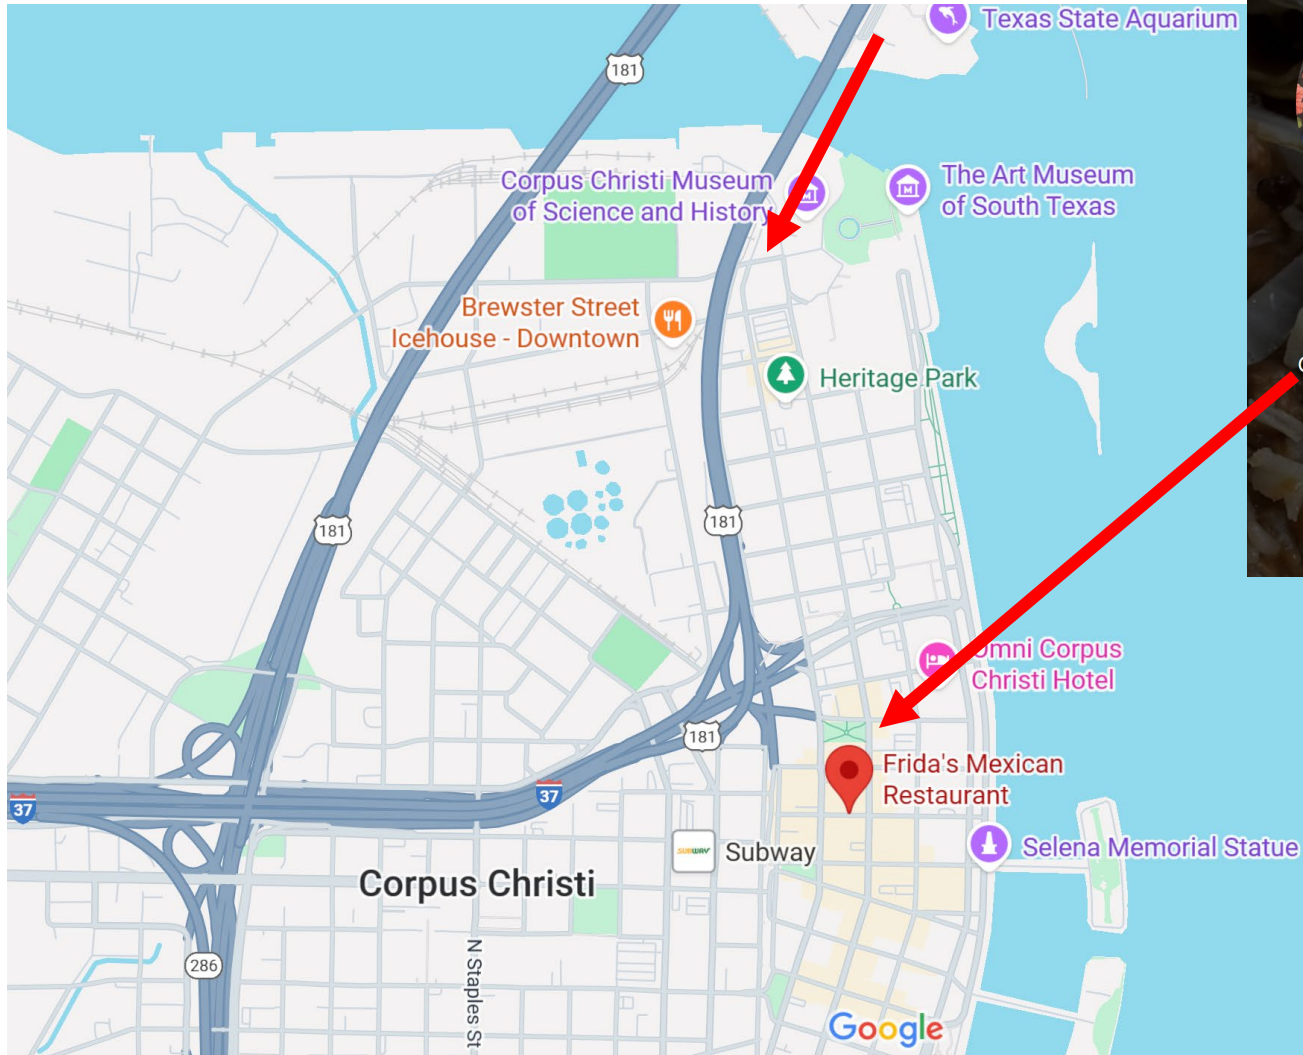 Texas State Aquarium
181
Corpus Christi Museum
of Science and History
The Art Museum
of South Texas
Brewster Street
Icehouse - Downtown
Heritage Park
181
181
Omni Corpus
Christi Hotel
181
Frida's Mexican
Restaurant
37
37
SUBWAY
Subway
Selena Memorial Statue
Corpus Christi
N Staples St
286
Google